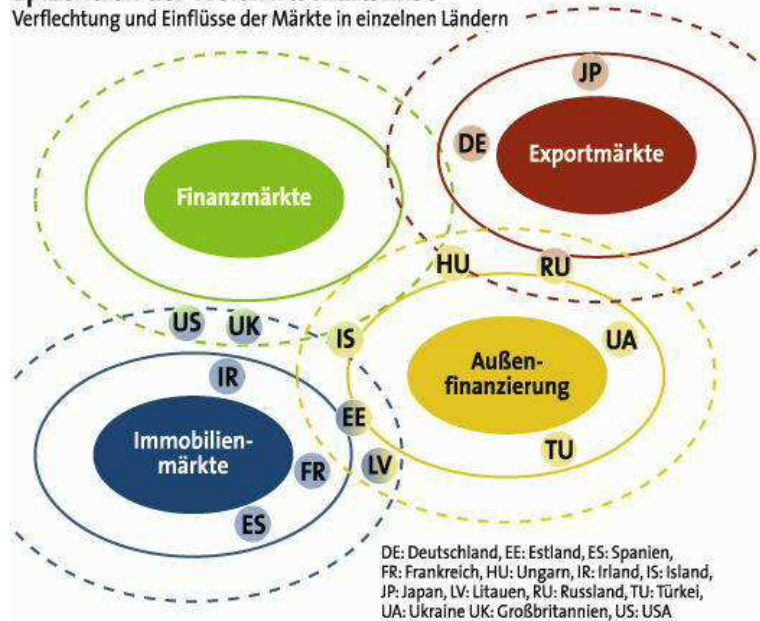 Verflechtung und Einflüsse der Märkte in einzelnen Ländern
JP
DE
Exportmärkte
Finanzmärkte
HU
RU
US
UK
IS
UA
IR
Außen-
finanzierung
EE
Immobilien-
märkte
FR
LV
TU
ES
DE: Deutschland, EE: Estland, ES: Spanien,
FR: Frankreich, HU: Ungarn, IR: Irland, IS: Island,
JP: Japan, LV: Litauen, RU: Russland, TU: Türkei,
UA: Ukraine UK: Großbritannien, US: USA